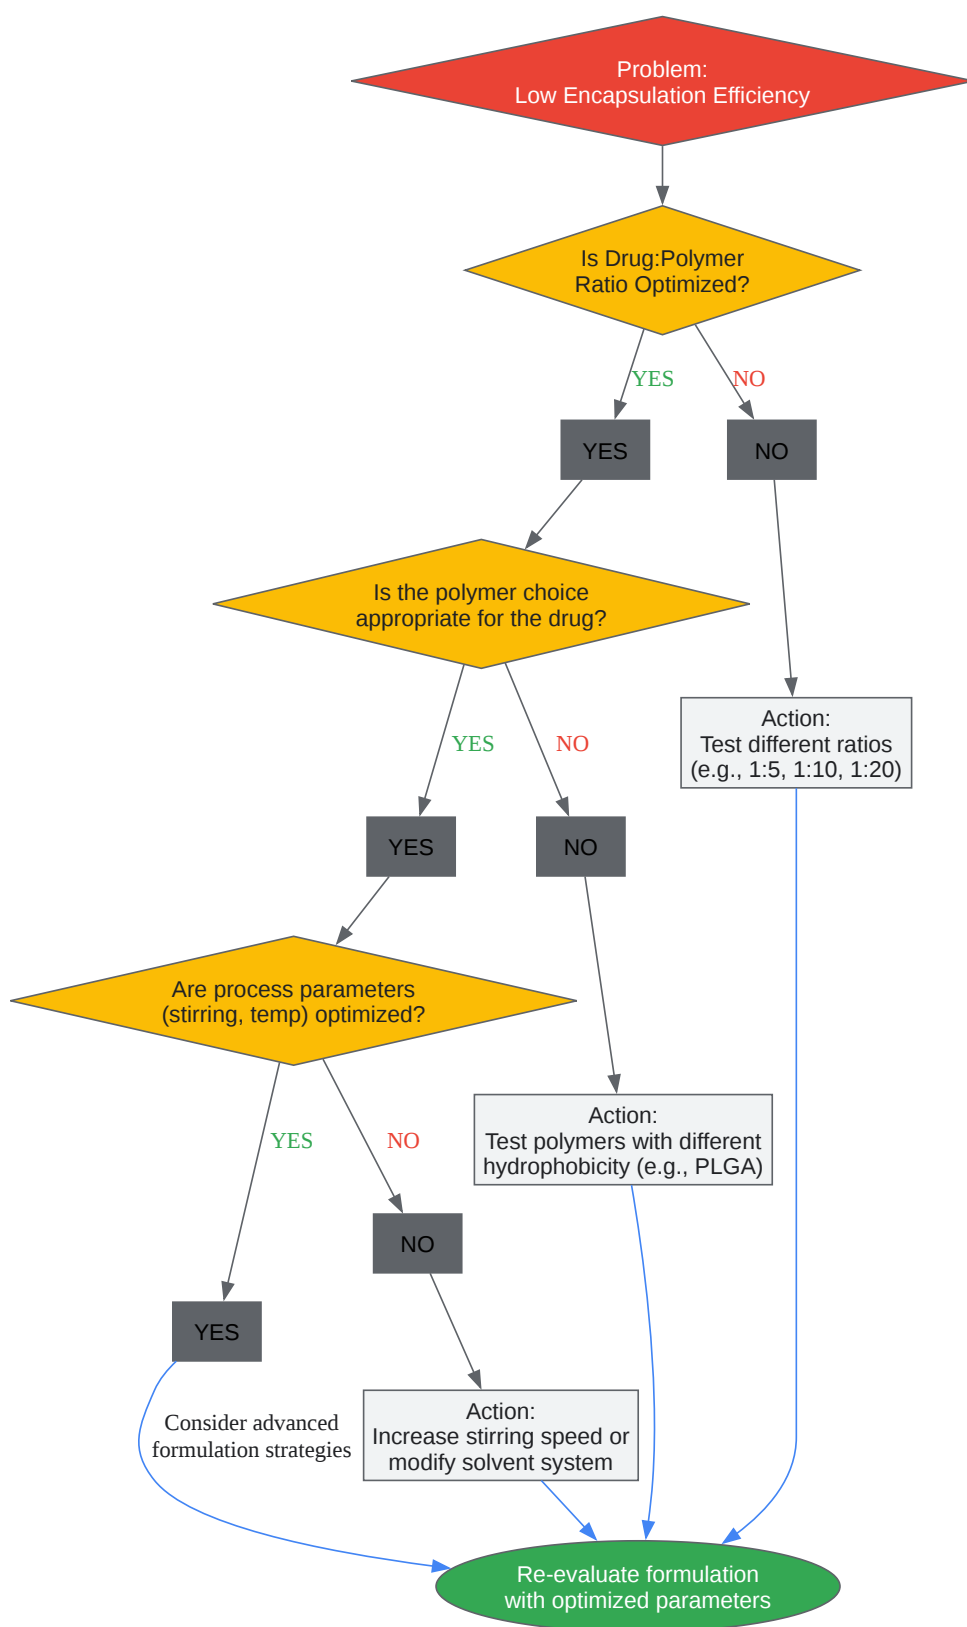 Problem:
Low Encapsulation Efficiency
Is Drug:Polymer
Ratio Optimized?
YES
NO
YES
NO
Is the polymer choice
appropriate for the drug?
Action:
Test different ratios
(e.g., 1:5, 1:10, 1:20)
YES
NO
YES
NO
Are process parameters
(stirring, temp) optimized?
Action:
Test polymers with different
hydrophobicity (e.g., PLGA)
YES
NO
NO
YES
Consider advanced
formulation strategies
Action:
Increase stirring speed or
modify solvent system
Re-evaluate formulation
with optimized parameters